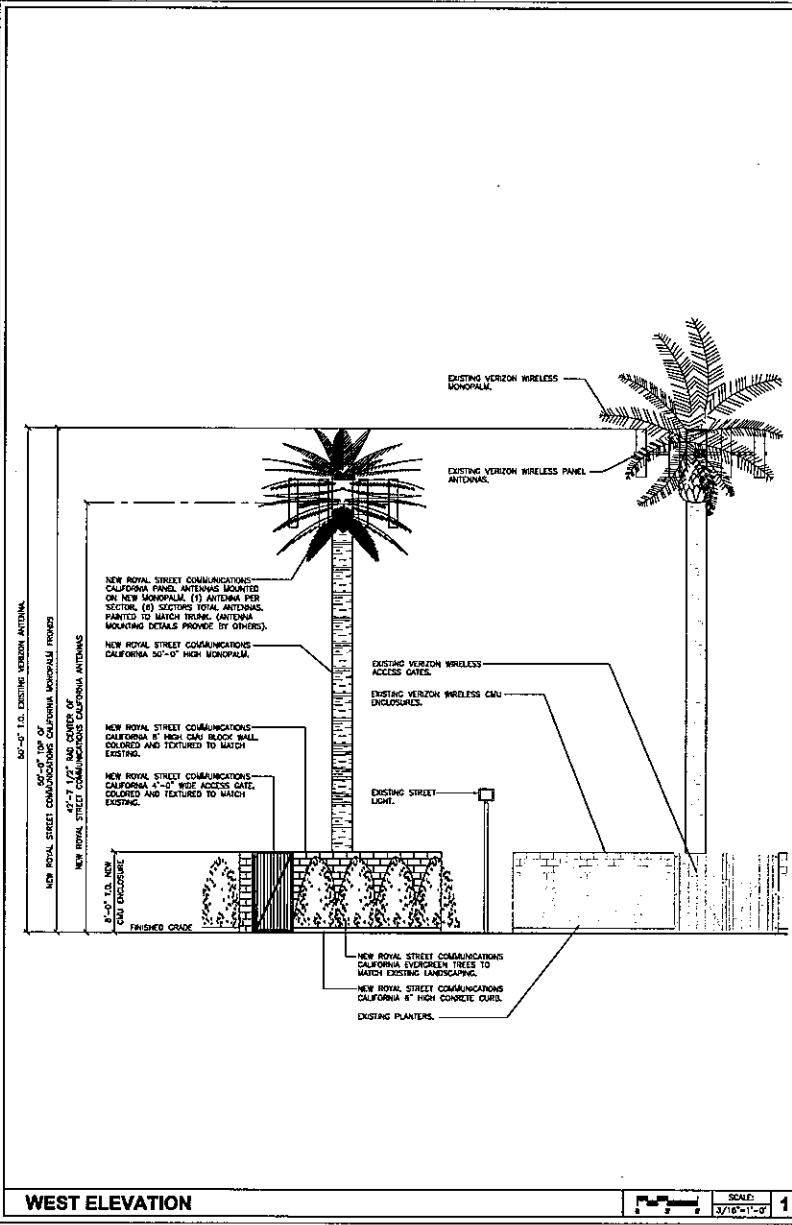 EXISTING VERIZON WIRELESS
MONOPALM.
EXISTING VERIZON WIRELESS PANEL
ANTENNAS.
50'-0" T.O. EXISTING VERIZON ANTENNA
50'-0" TOP OF
NEW ROYAL STREET COMMUNICATIONS CALIFORNIA MONOPALM FRONDS
42'-7 1/2" RAD CENTER OF
NEW ROYAL STREET COMMUNICATIONS CALIFORNIA ANTENNAS
8'-0" T.O. NEW
CMU ENCLOSURE
NEW ROYAL STREET COMMUNICATIONS
CALIFORNIA PANEL ANTENNAS MOUNTED
ON NEW MONOPALM. (1) ANTENNA PER
SECTOR, (6) SECTORS TOTAL ANTENNAS.
PAINTED TO MATCH TRUNK. (ANTENNA
MOUNTING DETAILS PROVIDE BY OTHERS).
NEW ROYAL STREET COMMUNICATIONS
CALIFORNIA 50'-0" HIGH MONOPALM.
NEW ROYAL STREET COMMUNICATIONS
CALIFORNIA 8' HIGH CMU BLOCK WALL,
COLORED AND TEXTURED TO MATCH
EXISTING.
NEW ROYAL STREET COMMUNICATIONS
CALIFORNIA 4'-0" WIDE ACCESS GATE,
COLORED AND TEXTURED TO MATCH
EXISTING.
EXISTING VERIZON WIRELESS
ACCESS GATES.
EXISTING VERIZON WIRELESS CMU
ENCLOSURES.
EXISTING STREET
LIGHT.
FINISHED GRADE
NEW ROYAL STREET COMMUNICATIONS
CALIFORNIA EVERGREEN TREES TO
MATCH EXISTING LANDSCAPING.
NEW ROYAL STREET COMMUNICATIONS
CALIFORNIA 6" HIGH CONRETE CURB.
EXISTING PLANTERS.
WEST ELEVATION
SCALE:
3/16"=1'-0"
1